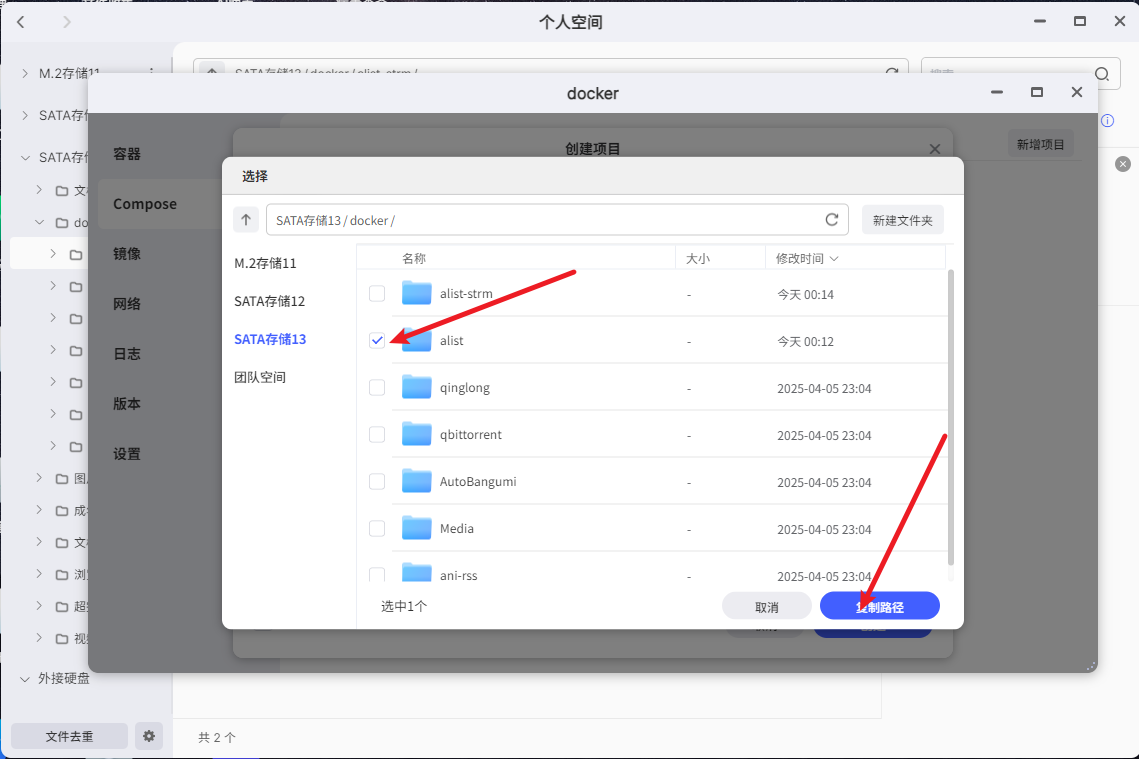 个人空间
M.2存储11
SATA存
SATA存
文
do
图
成
文
浏
超
视
外接硬盘
文件去重
共 2 个
SATA存储13 / docker / alist-strm /
搜索
docker
容器
Compose
镜像
网络
日志
版本
设置
新增项目
创建项目
选择
SATA存储13 / docker /
新建文件夹
M.2存储11
SATA存储12
SATA存储13
团队空间
名称 大小 修改时间
alist-strm - 今天 00:14
alist - 今天 00:12
qinglong - 2025-04-05 23:04
qbittorrent - 2025-04-05 23:04
AutoBangumi - 2025-04-05 23:04
Media - 2025-04-05 23:04
ani-rss - 2025-04-05 23:04
选中1个
取消
复制路径